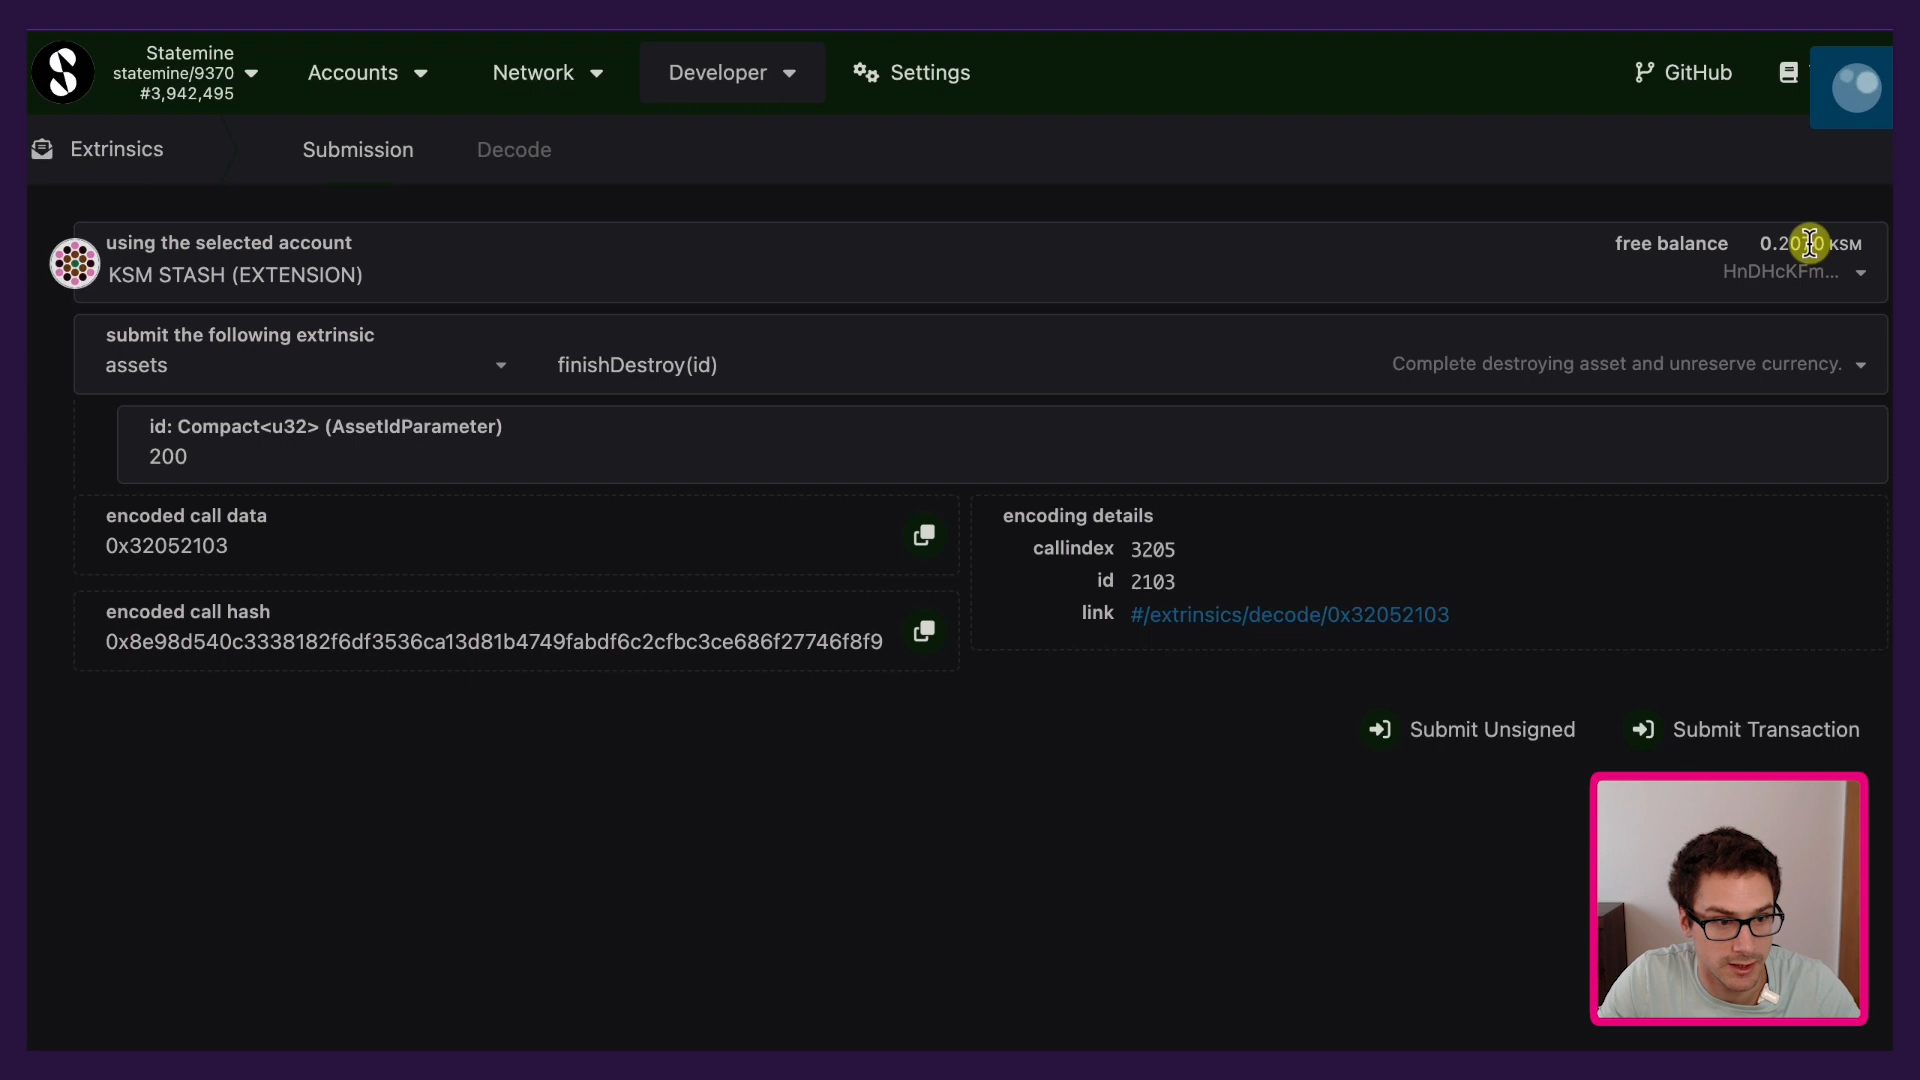 Statemine
statemine/9370
#3,942,495
Accounts
Network
Developer
Settings
GitHub
Extrinsics
Submission
Decode
using the selected account
KSM STASH (EXTENSION)
free balance
KSM
HnDHcKFm...
submit the following extrinsic
assets
finishDestroy(id)
Complete destroying asset and unreserve currency.
id: Compact<u32> (AssetIdParameter)
200
encoded call data
0x32052103
encoding details
callindex 3205
id 2103
link #/extrinsics/decode/0x32052103
encoded call hash
0x8e98d540c3338182f6df3536ca13d81b4749fabdf6c2cfbc3ce686f27746f8f9
Submit Unsigned
Submit Transaction